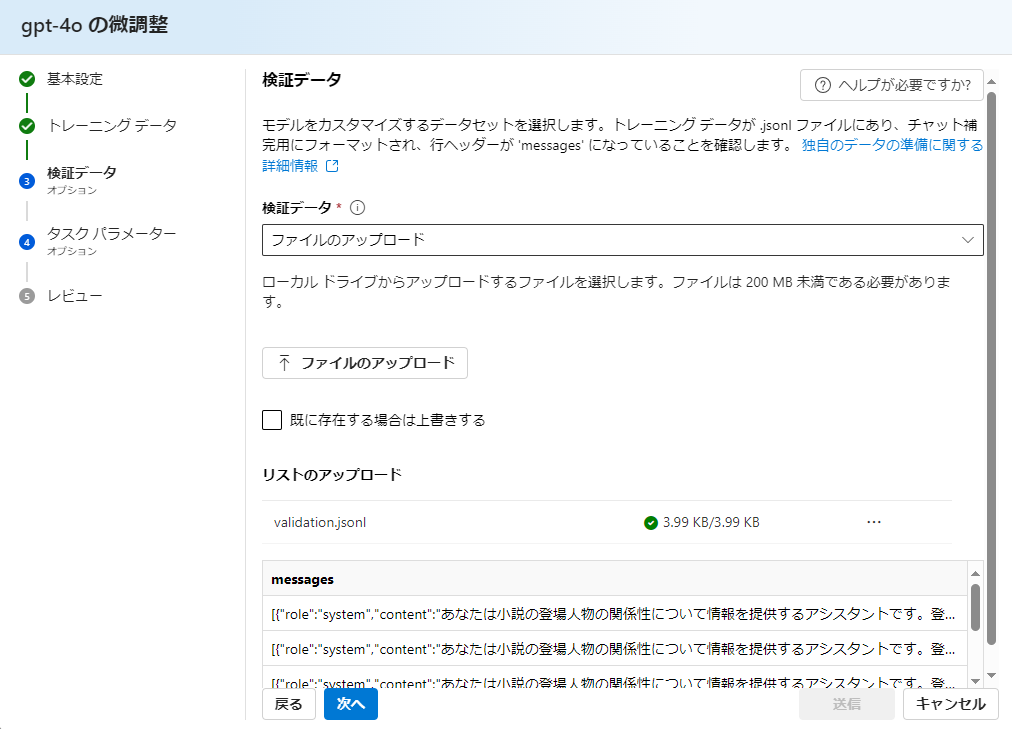 gpt-4o の微調整
基本設定
トレーニング データ
3
検証データ
オプション
4
タスク パラメーター
オプション
5
レビュー
検証データ
ヘルプが必要ですか?
モデルをカスタマイズするデータセットを選択します。トレーニング データが .jsonl ファイルにあり、チャット補
完用にフォーマットされ、行ヘッダーが 'messages' になっていることを確認します。 独自のデータの準備に関する
詳細情報
検証データ *
ファイルのアップロード
ローカル ドライブからアップロードするファイルを選択します。ファイルは 200 MB 未満である必要がありま
す。
ファイルのアップロード
既に存在する場合は上書きする
リストのアップロード
validation.jsonl
3.99 KB/3.99 KB
...
messages
[{"role":"system","content":"あなたは小説の登場人物の関係性について情報を提供するアシスタントです。登...
[{"role":"system","content":"あなたは小説の登場人物の関係性について情報を提供するアシスタントです。登...
[{"role":"system","content":"あなたは小説の登場人物の関係性について情報を提供するアシスタントです。登...
戻る
次へ
送信
キャンセル